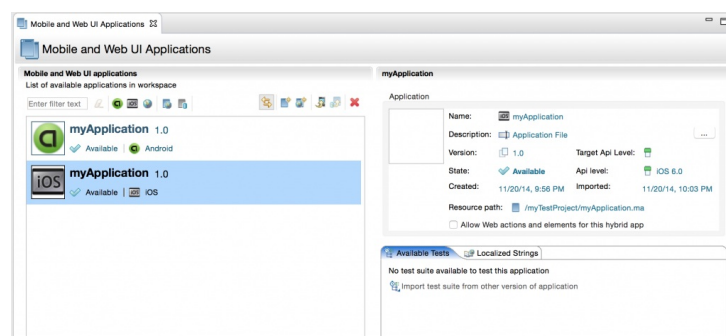 Mobile and Web UI Applications
Mobile and Web UI Applications
Mobile and Web UI applications
List of available applications in workspace
Enter filter text
iOS
myApplication 1.0
Available
Android
iOS
myApplication 1.0
Available
iOS
iOS
myApplication
Application
Name: iOS myApplication
Description: Application File
...
Version: 1.0 Target Api Level:
State: Available Api level: iOS 6.0
Created: 11/20/14, 9:56 PM Imported: 11/20/14, 10:03 PM
Resource path: /myTestProject/myApplication.ma
Allow Web actions and elements for this hybrid app
Available Tests Localized Strings
No test suite available to test this application
Import test suite from other version of application